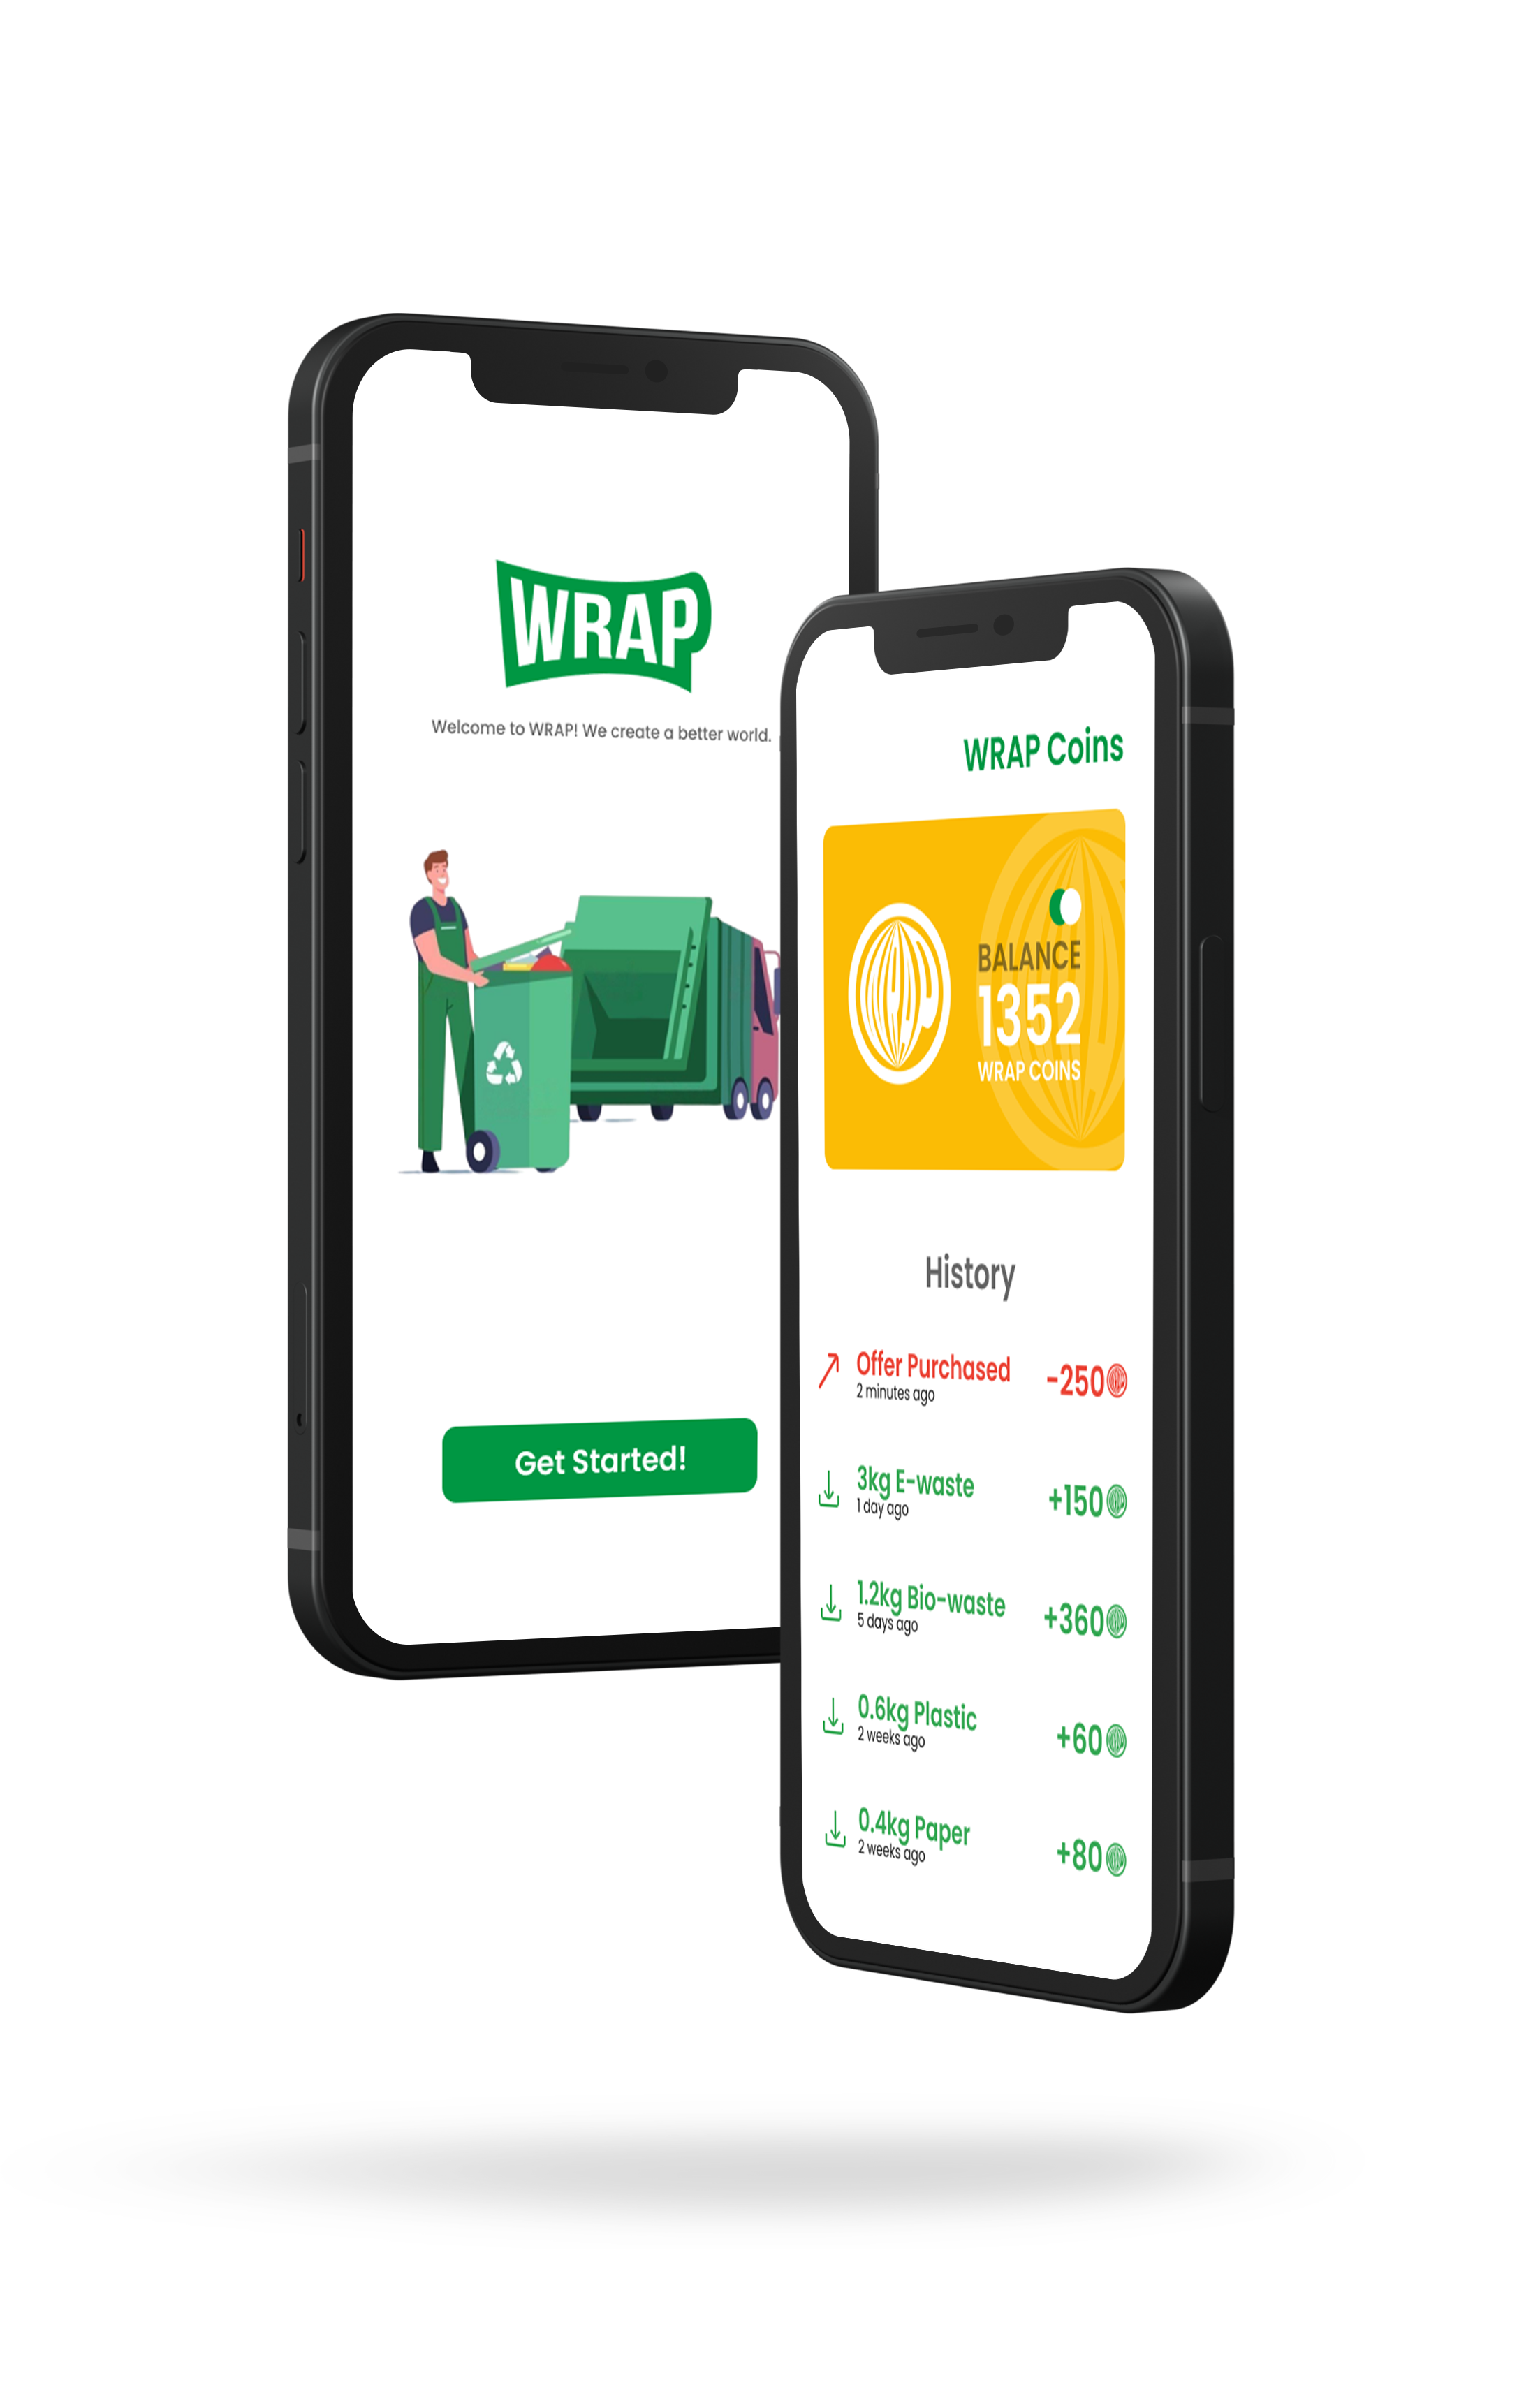 WRAP
Welcome to WRAP! We create a better world.
Get Started!
WRAP Coins
BALANCE
1352
WRAP COINS
History
Offer Purchased
2 minutes ago
-250
3kg E-waste
1 day ago
+150
1.2kg Bio-waste
5 days ago
+360
0.6kg Plastic
2 weeks ago
+60
0.4kg Paper
2 weeks ago
+80